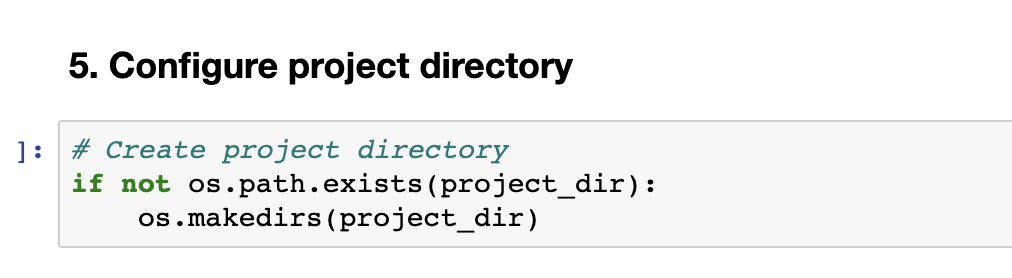 5. Configure project directory
]:
# Create project directory
if not os.path.exists(project_dir):
    os.makedirs(project_dir)